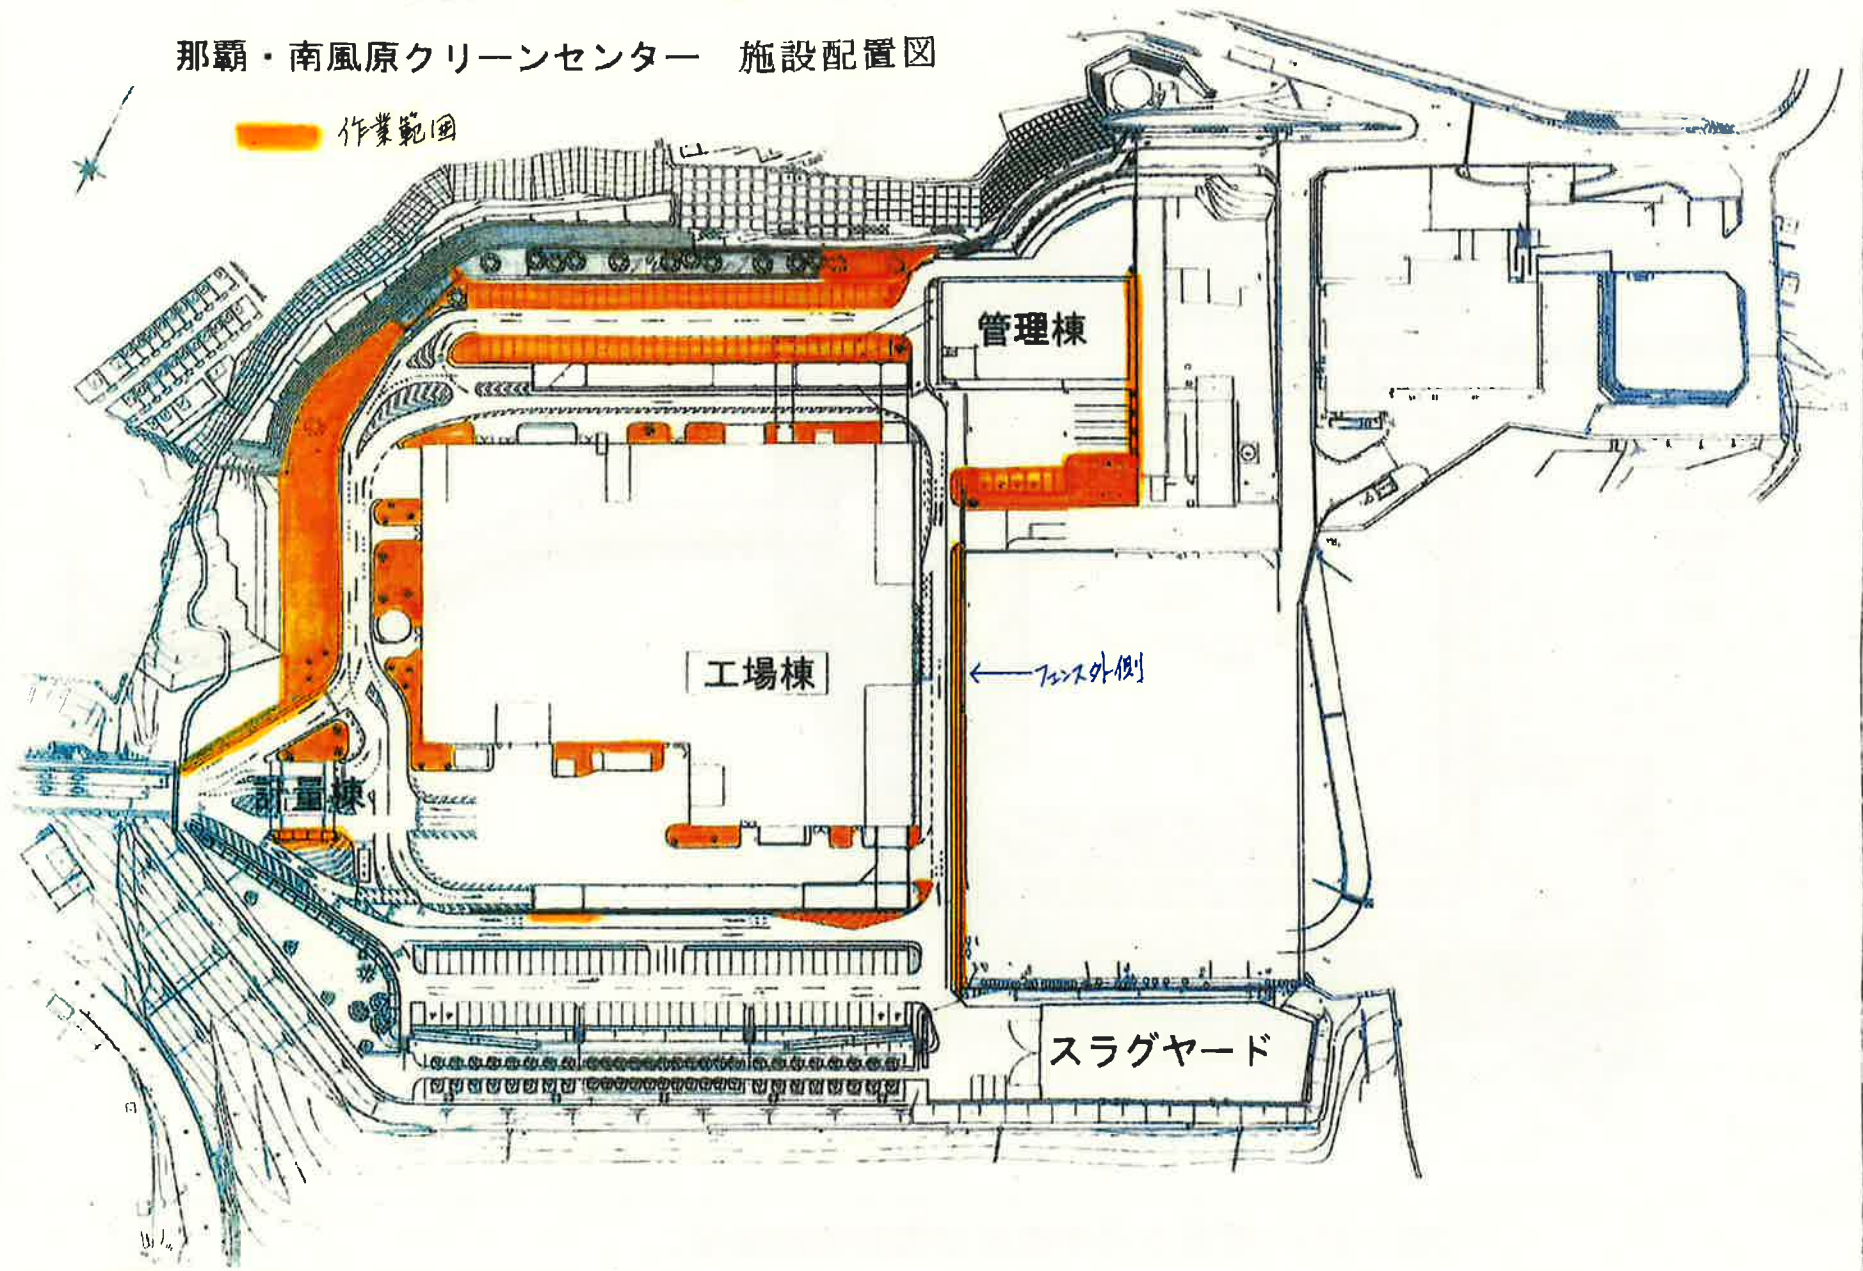 那覇・南風原クリーンセンター 施設配置図
作業範囲
管理棟
工場棟
フェンス外側
計量棟
スラグヤード